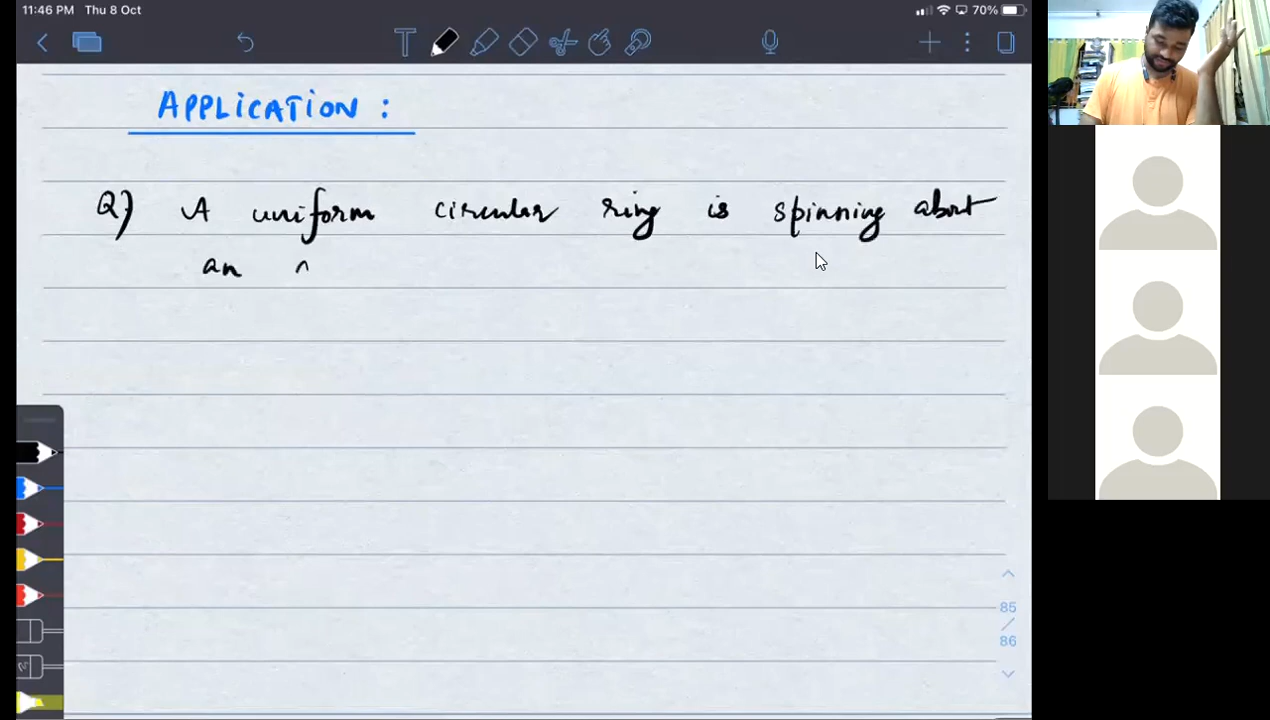 11:46 PM Thu 8 Oct
70%
T
APPLICATION :
Q) A uniform circular ring is spinning about
an
85
/
86